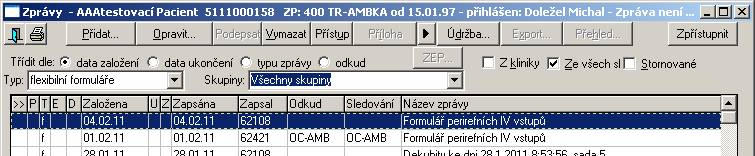 Zprávy - AAAtestovací Pacient 5111000158 ZP: 400 TR-AMBKA od 15.01.97 - přihlášen: Doležel Michal - Zpráva není ...
Přidat... Opravit... Podepsat Vymazat Přístup Příloha Údržba... Export... Přehled... Zpřístupnit
Třídit dle: data založení data ukončení typu zprávy odkud ZEP... Z kliniky Ze všech sl Stornované
Typ: flexibilní formuláře Skupiny: Všechny skupiny
>> P T E D Založena U Z Zapsána Zapsal Odkud Sledování Název zprávy
f 04.02.11 04.02.11 62108 Formulář perirefních IV vstupů
f 01.02.11 01.02.11 62421 OC-AMB OC-AMB Formulář perirefních IV vstupů
f 28.01.11 28.01.11 62108 Dekubitu ke dni 28.1.2011 8:53:56, sada 5